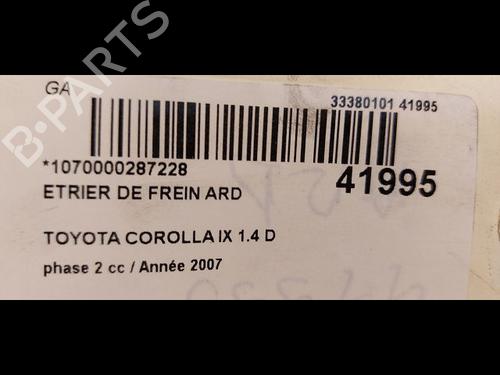 GA
33380101 41995
*1070000287228
41995
ETRIER DE FREIN ARD
TOYOTA COROLLA IX 1.4 D
phase 2 cc / Année 2007
B-PARTS